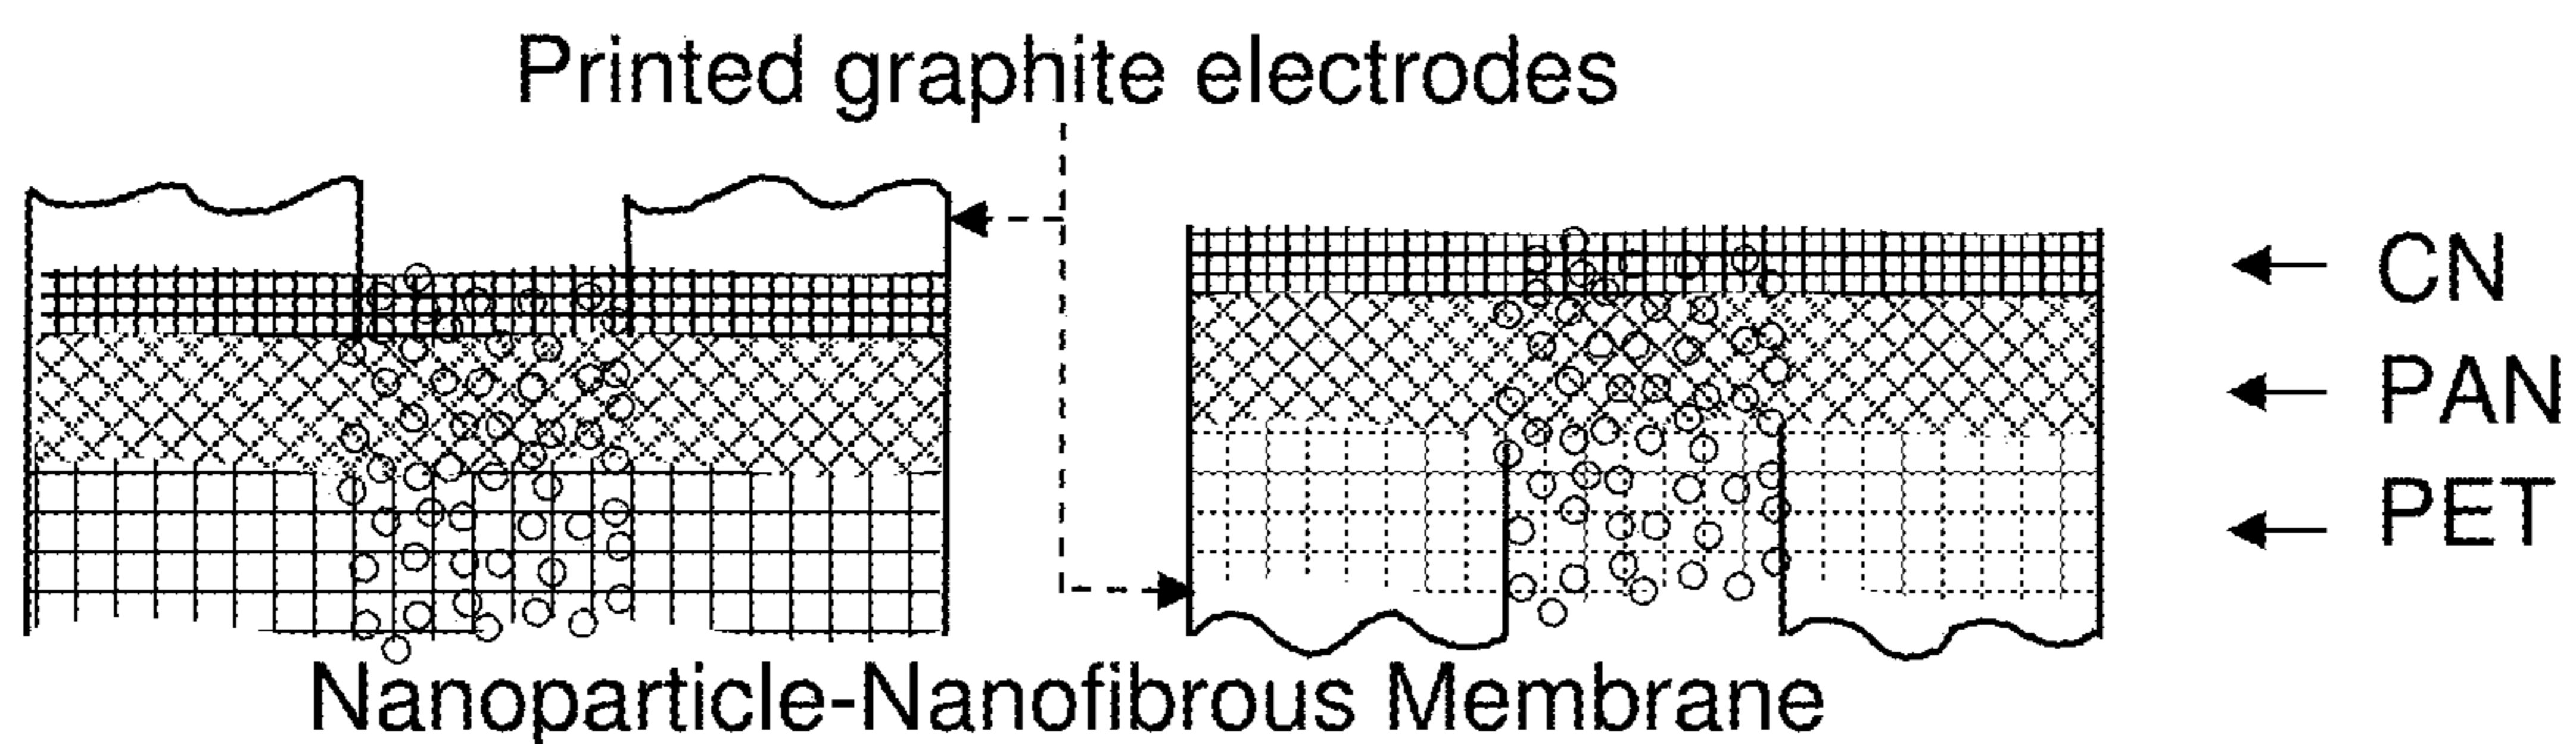 Printed graphite electrodes
CN
PAN
PET
Nanoparticle-Nanofibrous Membrane